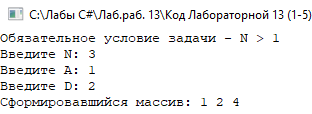 C:\Лабы C#\Лаб.раб. 13\Код Лабораторной 13 (1-5)
Обязательное условие задачи - N > 1
Введите N: 3
Введите A: 1
Введите D: 2
Сформировавшийся массив: 1 2 4